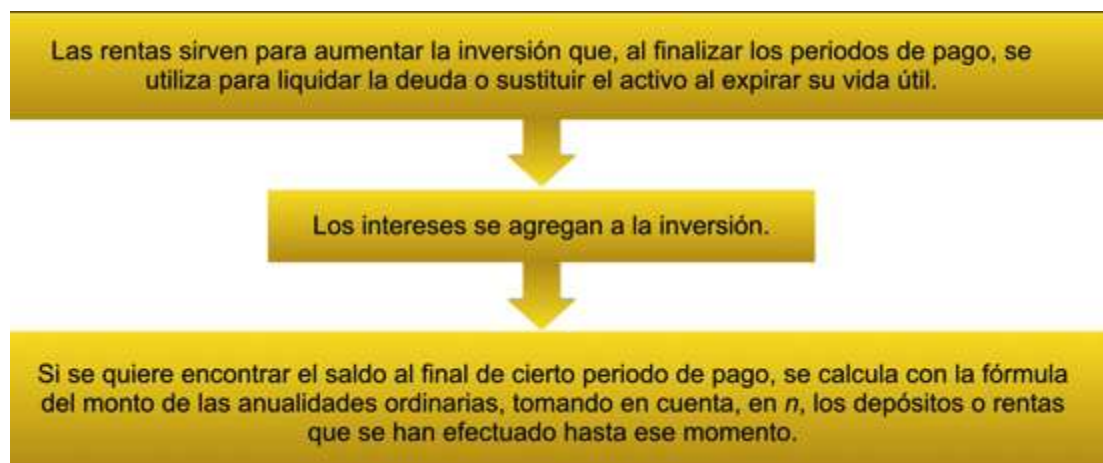 Las rentas sirven para aumentar la inversión que, al finalizar los periodos de pago, se
utiliza para liquidar la deuda o sustituir el activo al expirar su vida útil.
Los intereses se agregan a la inversión.
Si se quiere encontrar el saldo al final de cierto periodo de pago, se calcula con la fórmula
del monto de las anualidades ordinarias, tomando en cuenta, en n, los depósitos o rentas
que se han efectuado hasta ese momento.